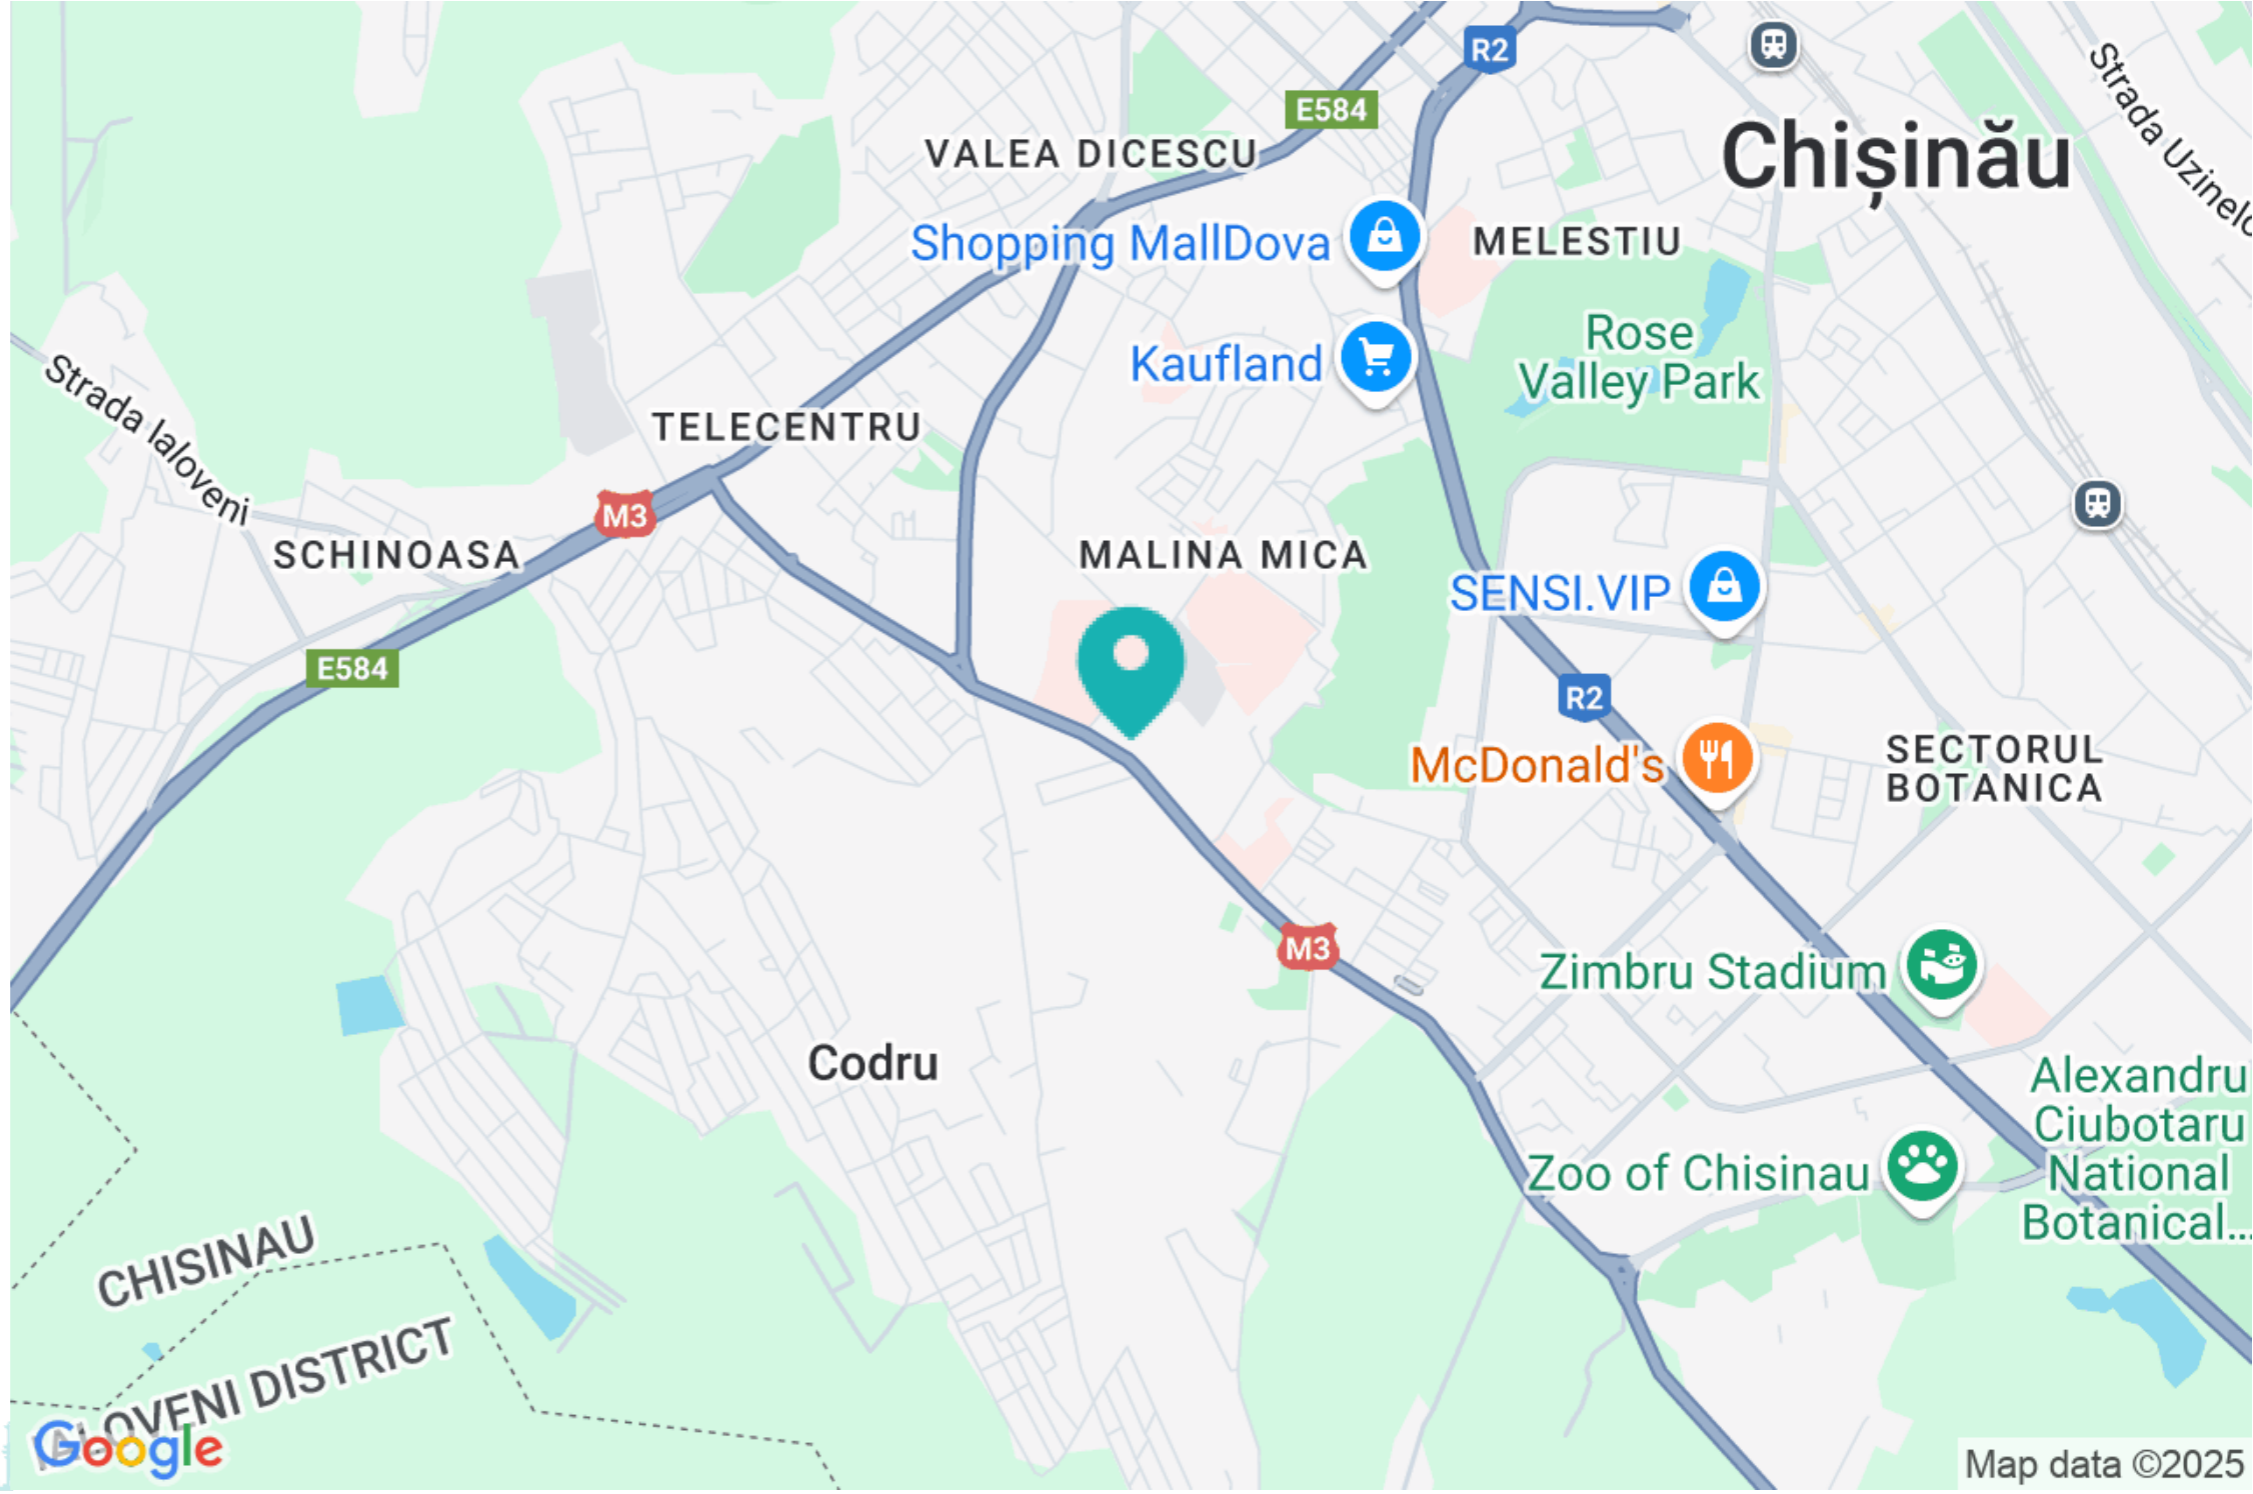 R2
E584
Strada Uzinelo
VALEA DICESCU
Chișinău
Shopping MallDova
MELESTIU
Rose
Valley Park
Kaufland
Strada Ialoveni
TELECENTRU
M3
SCHINOASA
MALINA MICA
SENSI.VIP
E584
R2
McDonald's
SECTORUL
BOTANICA
M3
Zimbru Stadium
Codru
Alexandru
Ciubotaru
National
Botanical...
Zoo of Chisinau
CHISINAU
IALOVENI DISTRICT
Google
Map data ©2025